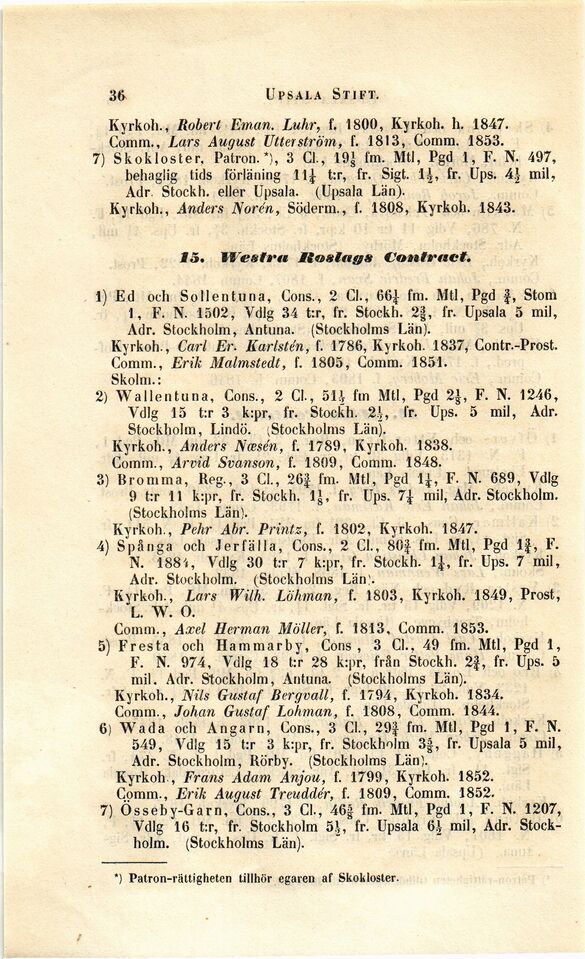 36 UPSALA STIFT.
Kyrkoh., Robert Eman. Luhr, f. 1800, Kyrkoh. h. 1847.
Comm., Lars August Utterström, f. 1813, Comm. 1853.
7) Skokloster, Patron.*), 3 Cl., 19⅝ fm. Mtl, Pgd 1, F. N. 497,
behaglig tids förläning 11¼ t:r, fr. Sigt. 1½, fr. Ups. 4½ mil,
Adr. Stockh. eller Upsala. (Upsala Län).
Kyrkoh., Anders Norén, Söderm., f. 1808, Kyrkoh. 1843.
15. Westra Roslags Contract.
1) Ed och Sollentuna, Cons., 2 Cl., 66¼ fm. Mtl, Pgd ¾, Stom
1, F. N. 1502, Vdlg 34 t:r, fr. Stockh. 2⅜, fr. Upsala 5 mil,
Adr. Stockholm, Antuna. (Stockholms Län).
Kyrkoh., Carl Er. Karlstén, f. 1786, Kyrkoh. 1837, Contr.-Prost.
Comm., Erik Malmstedt, f. 1805, Comm. 1851.
Skolm.:
2) Wallentuna, Cons., 2 Cl., 51½ fm Mtl, Pgd 2⅛, F. N. 1246,
Vdlg 15 t:r 3 k:pr, fr. Stockh. 2½, fr. Ups. 5 mil, Adr.
Stockholm, Lindö. (Stockholms Län).
Kyrkoh., Anders Næsén, f. 1789, Kyrkoh. 1838.
Comm., Arvid Svanson, f. 1809, Comm. 1848.
3) Bromma, Reg., 3 Cl., 26¾ fm. Mtl, Pgd 1¼, F. N. 689, Vdlg
9 t:r 11 k:pr, fr. Stockh. 1⅛, fr. Ups. 7¼ mil, Adr. Stockholm.
(Stockholms Län).
Kyrkoh., Pehr Abr. Printz, f. 1802, Kyrkoh. 1847.
4) Spånga och Jerfälla, Cons., 2 Cl., 80¾ fm. Mtl, Pgd 1¾, F.
N. 1884, Vdlg 30 t:r 7 k:pr, fr. Stockh. 1¼, fr. Ups. 7 mil,
Adr. Stockholm. (Stockholms Län).
Kyrkoh., Lars Wilh. Löhman, f. 1803, Kyrkoh. 1849, Prost,
L. W. O.
Comm., Axel Herman Möller, f. 1813, Comm. 1853.
5) Fresta och Hammarby, Cons, 3 Cl., 49 fm. Mtl, Pgd 1,
F. N. 974, Vdlg 18 t:r 28 k:pr, från Stockh. 2¾, fr. Ups. 5
mil. Adr. Stockholm, Antuna. (Stockholms Län).
Kyrkoh., Nils Gustaf Bergvall, f. 1794, Kyrkoh. 1834.
Comm., Johan Gustaf Lohman, f. 1808, Comm. 1844.
6) Wada och Angarn, Cons., 3 Cl., 29¾ fm. Mtl, Pgd 1, F. N.
549, Vdlg 15 t:r 3 k:pr, fr. Stockholm 3⅜, fr. Upsala 5 mil,
Adr. Stockholm, Rörby. (Stockholms Län).
Kyrkoh, Frans Adam Anjou, f. 1799, Kyrkoh. 1852.
Comm., Erik August Treuddér, f. 1809, Comm. 1852.
7) Össeby-Garn, Cons., 3 Cl., 46⅝ fm. Mtl, Pgd 1, F. N. 1207,
Vdlg 16 t:r, fr. Stockholm 5½, fr. Upsala 6½ mil, Adr. Stock-
holm. (Stockholms Län).
*) Patron-rättigheten tillhör egaren af Skokloster.